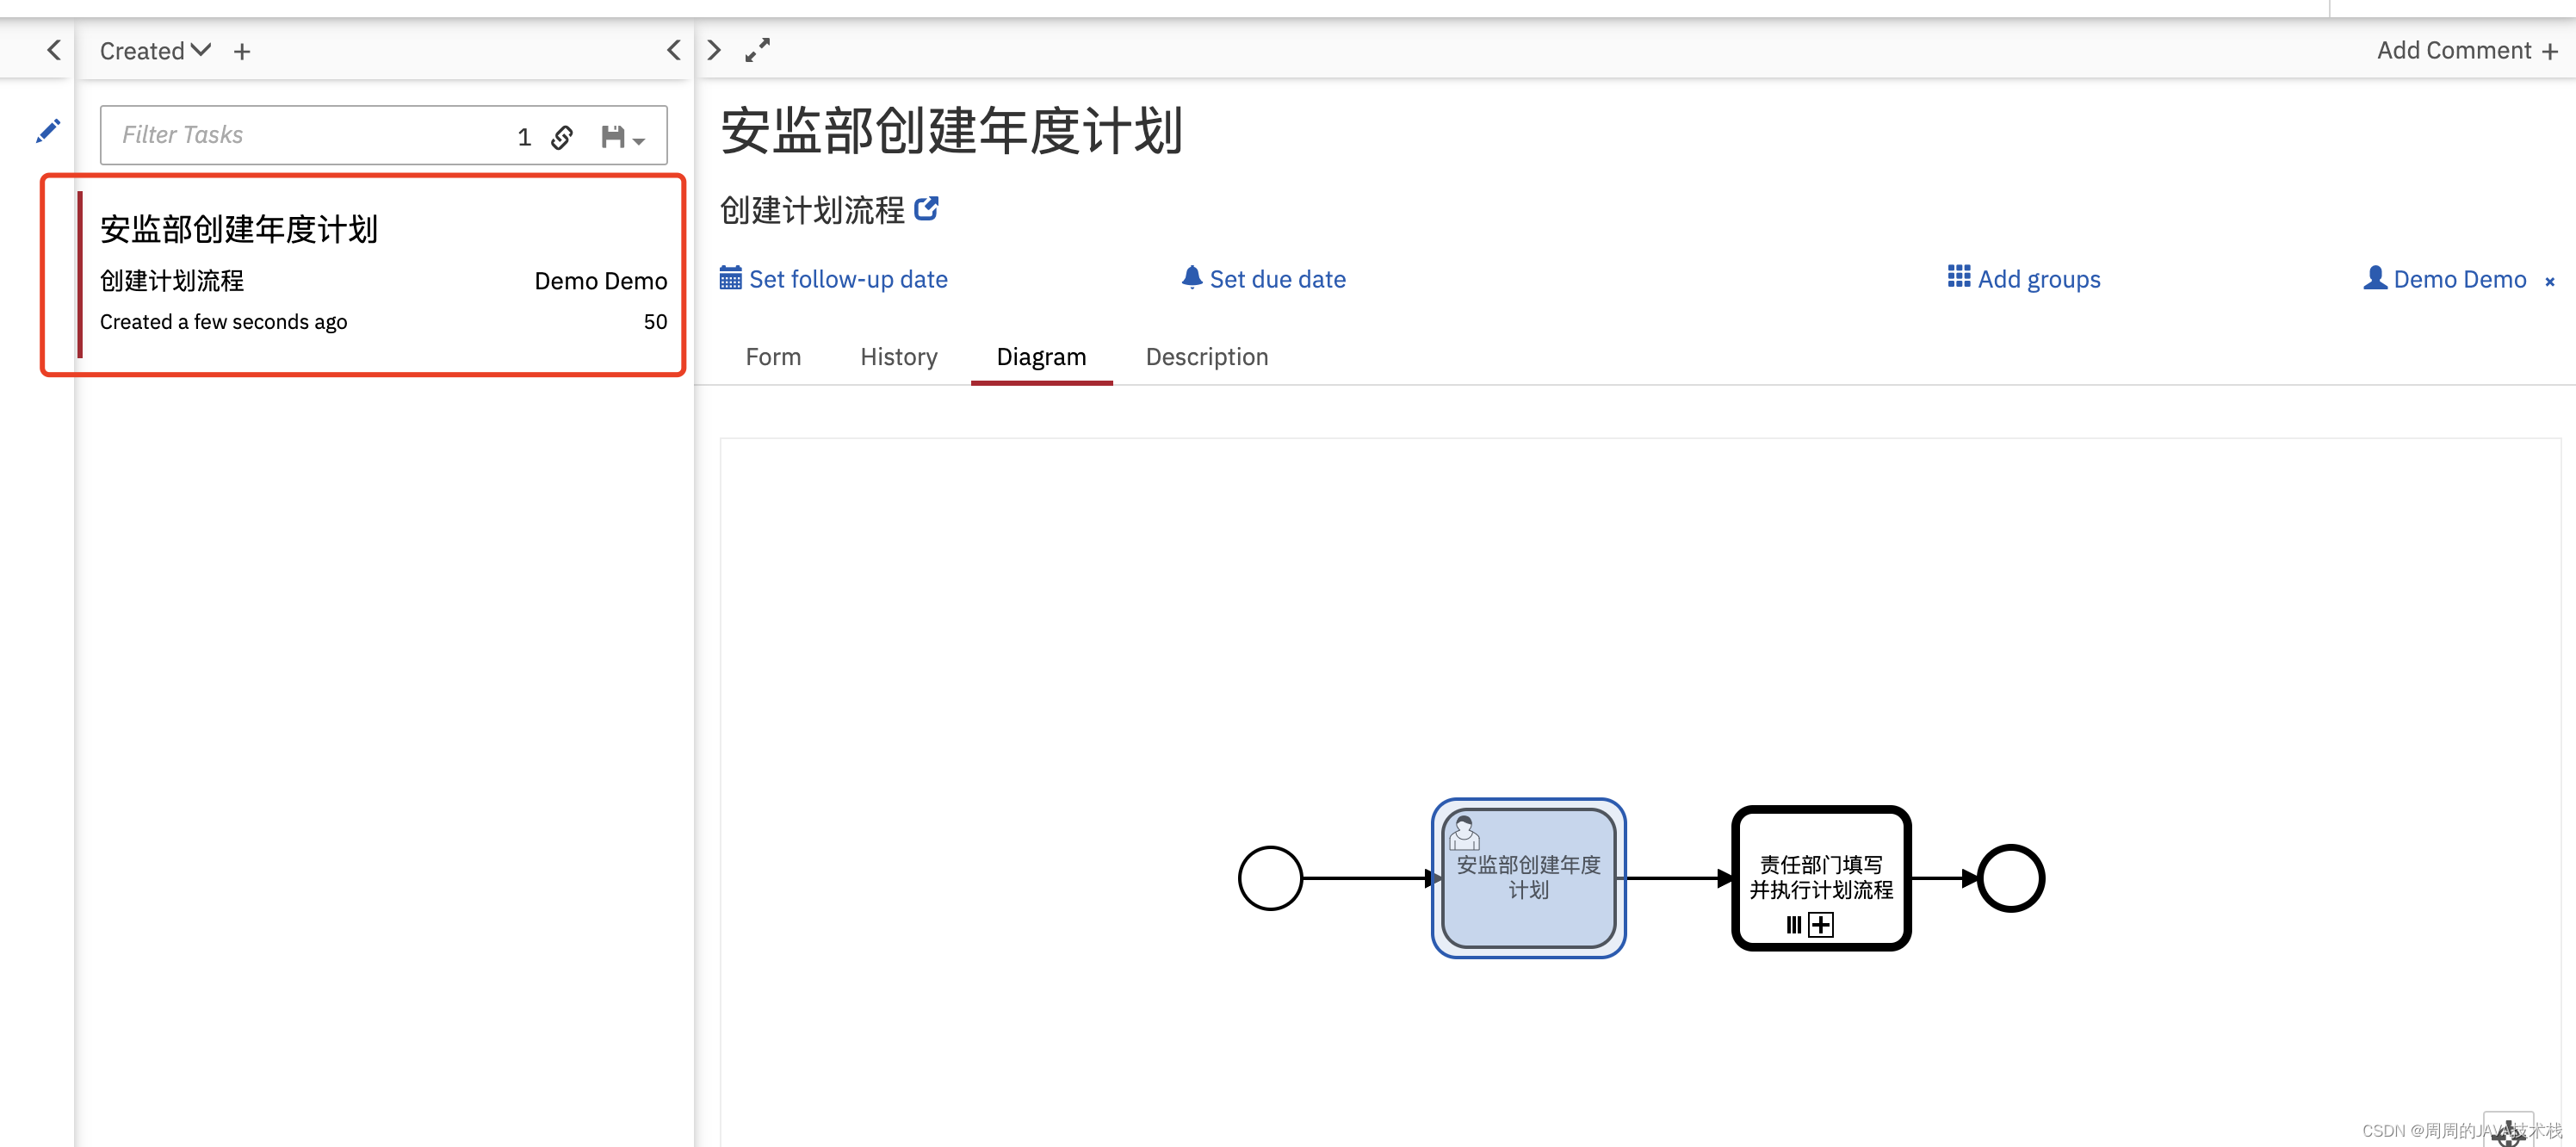 Created
Add Comment +
Filter Tasks 1
安监部创建年度计划
创建计划流程 Demo Demo
Created a few seconds ago 50
安监部创建年度计划
创建计划流程
Set follow-up date Set due date Add groups Demo Demo ×
Form History Diagram Description
安监部创建年度
计划
责任部门填写
并执行计划流程
CSDN @周周的JAVA技术栈